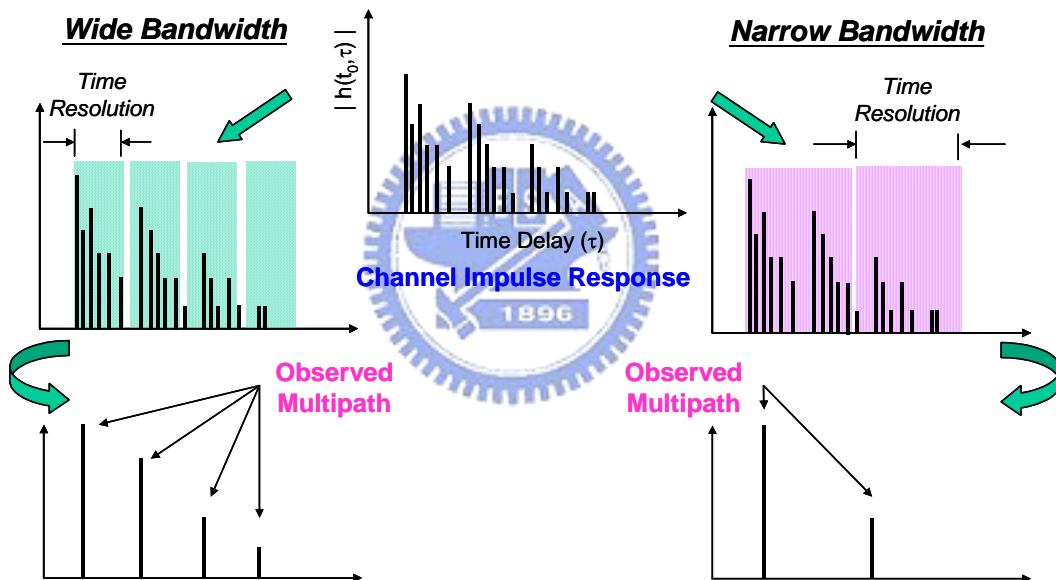 Wide Bandwidth
Narrow Bandwidth
Time
Resolution
| h(t0,τ) |
Time
Resolution
Time Delay (τ)
Channel Impulse Response
1896
Observed
Multipath
Observed
Multipath